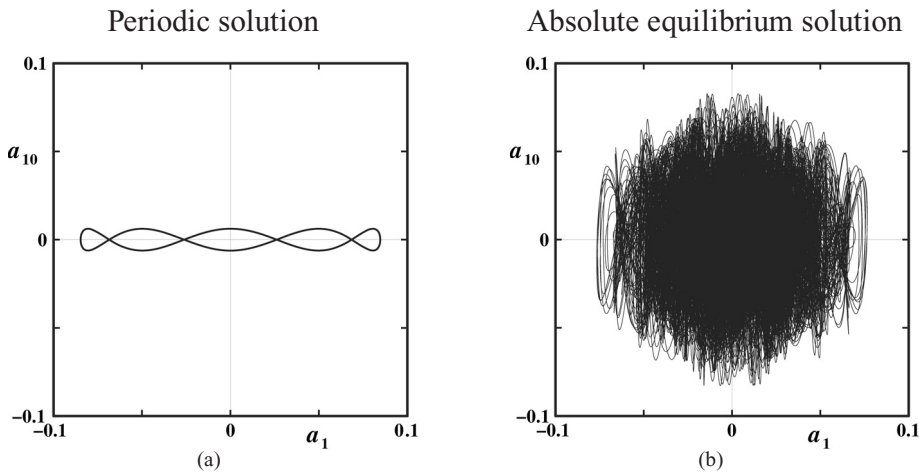 Periodic solution
0.1
a10
0
−0.1
−0.1
0
a1
0.1
(a)
Absolute equilibrium solution
0.1
a10
0
−0.1
−0.1
0
a1
0.1
(b)